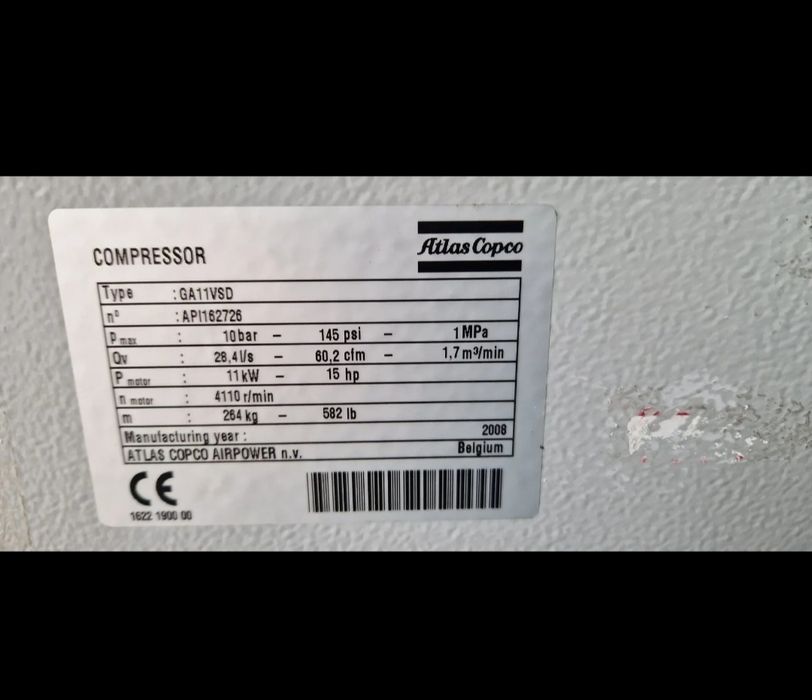 COMPRESSOR
Atlas Copco
Type : GA11VSD
n° : API162726
P max : 10 bar – 145 psi – 1 MPa
Qv : 28,4 l/s – 60,2 cfm – 1,7 m³/min
P motor : 11 kW – 15 hp
n motor : 4110 r/min
m : 264 kg – 582 lb
Manufacturing year : 2008
ATLAS COPCO AIRPOWER n.v. Belgium
CE
1622 1900 00